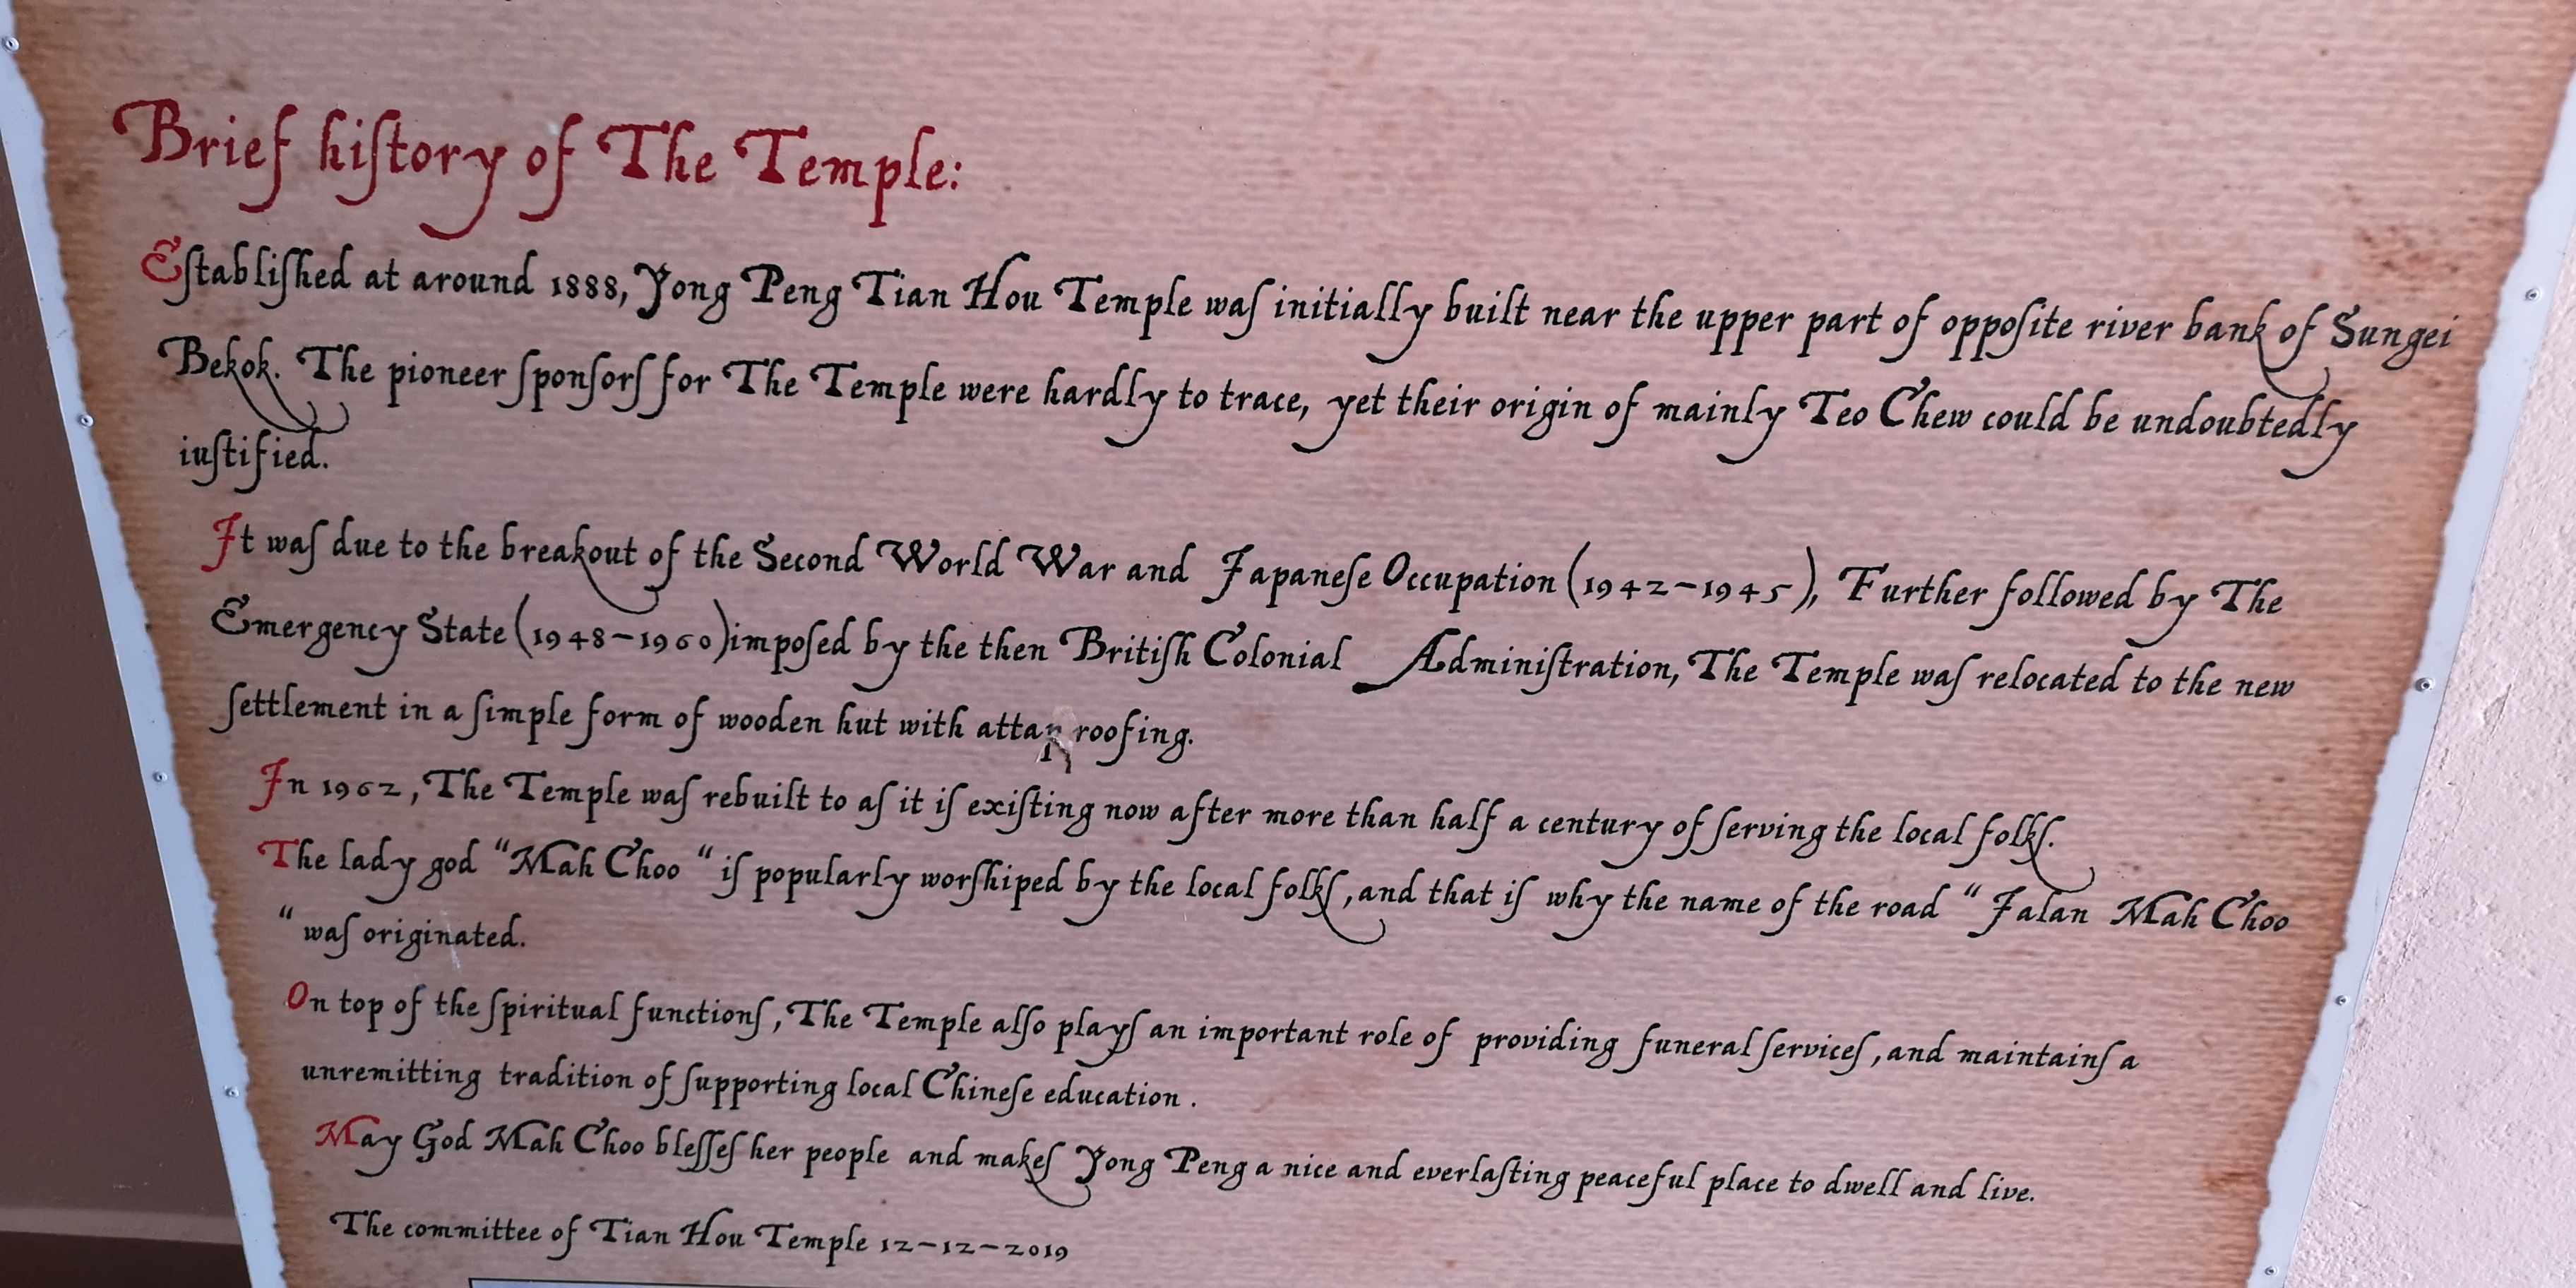 Brief history of The Temple:
Established at around 1888, Yong Peng Tian Hou Temple was initially built near the upper part of opposite river bank of Sungei
Bekok. The pioneer sponsors for The Temple were hardly to trace, yet their origin of mainly Teo Chew could be undoubtedly
iustified.
It was due to the breakout of the Second World War and Japanese Occupation (1942-1945), Further followed by The
Emergency State (1948-1960)imposed by the then British Colonial Administration, The Temple was relocated to the new
settlement in a simple form of wooden hut with attap roofing.
In 1962, The Temple was rebuilt to as it is existing now after more than half a century of serving the local folks.
The lady god "Mah Choo " is popularly worshiped by the local folks, and that is why the name of the road " Jalan Mah Choo
" was originated.
On top of the spiritual functions, The Temple also plays an important role of providing funeral services, and maintains a
unremitting tradition of supporting local Chinese education .
May God Mah Choo blesses her people and makes Yong Peng a nice and everlasting peaceful place to dwell and live.
The committee of Tian Hou Temple 12-12-2019